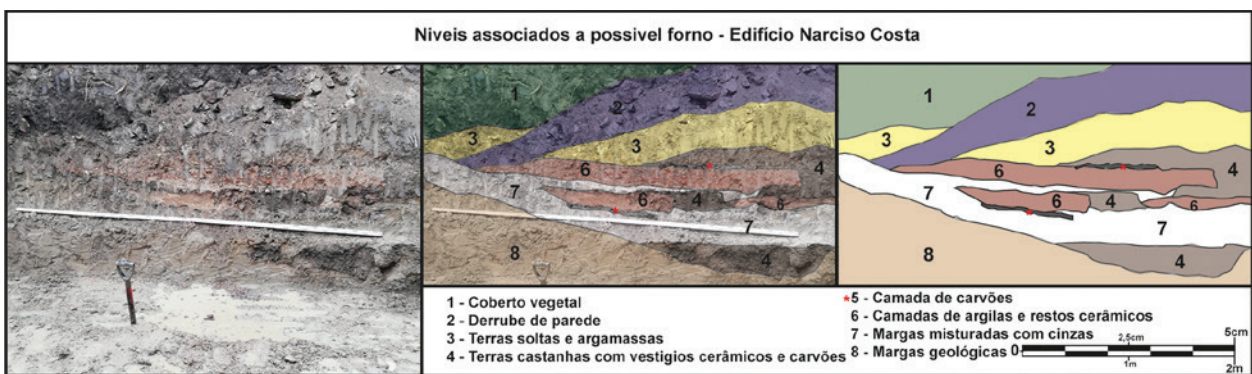 Niveis associados a possivel forno - Edifício Narciso Costa
1
2
3
3
6
4
7
6
6
7
8
4
1
2
3
3
6
4
7
6
4
6
7
8
4
1 - Coberto vegetal
2 - Derrube de parede
3 - Terras soltas e argamassas
4 - Terras castanhas com vestigios cerâmicos e carvões
*5 - Camada de carvões
6 - Camadas de argilas e restos cerâmicos
7 - Margas misturadas com cinzas
8 - Margas geológicas
0
2,5cm
5cm
1m
2m